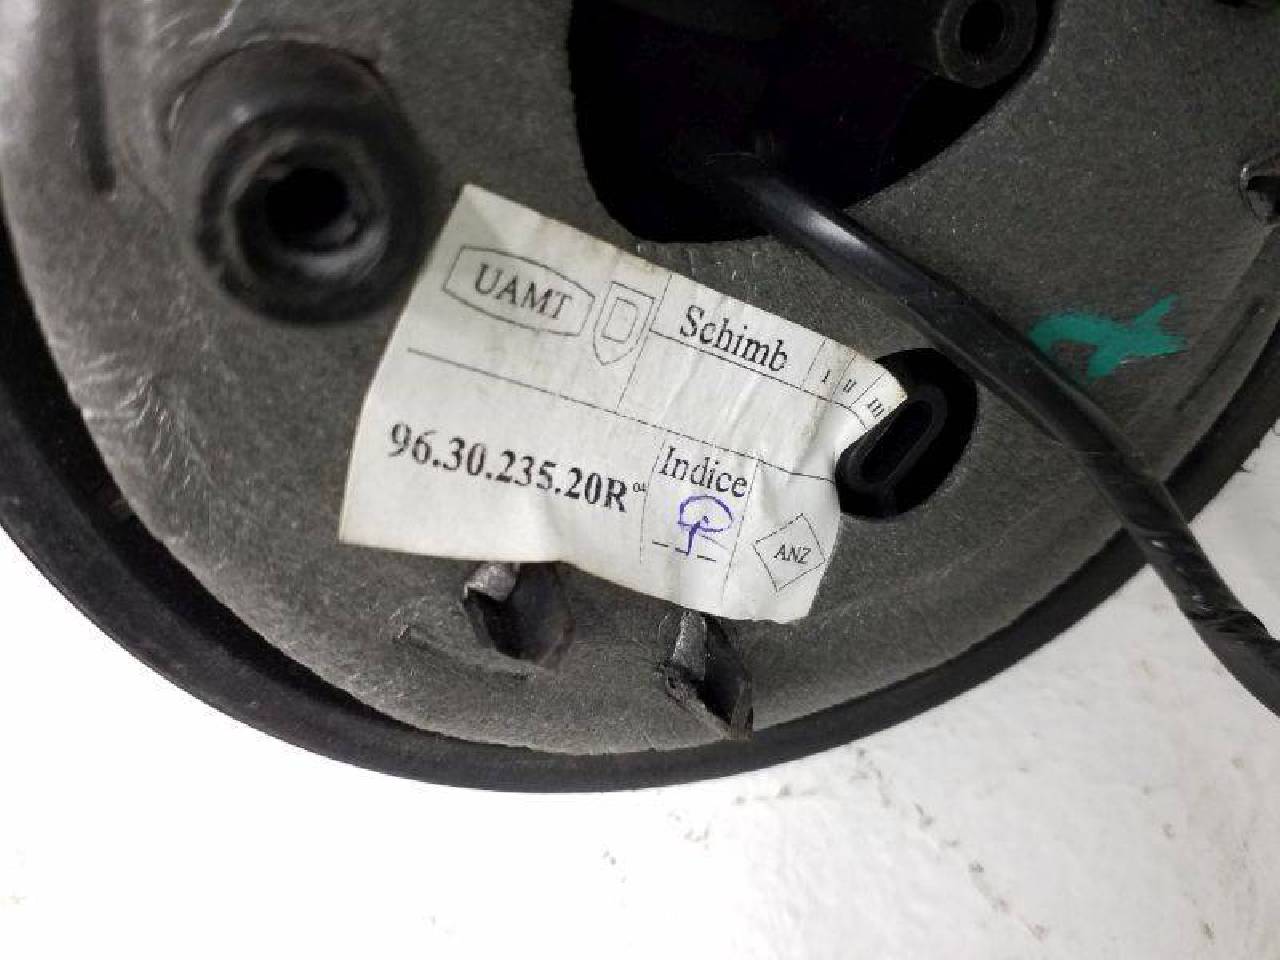 UAMT
Schimb
I II III
96.30.235.20R
Indice
ANZ